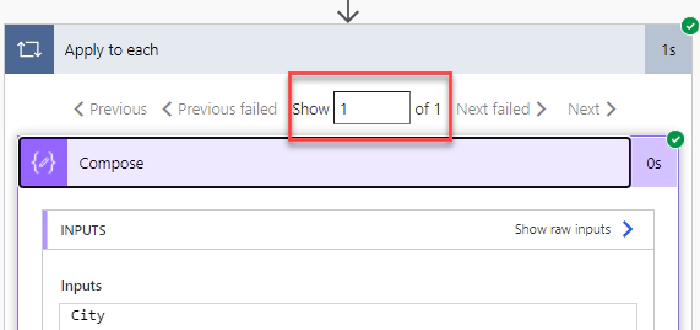 Apply to each 1s
Previous Previous failed Show 1 of 1 Next failed Next
Compose 0s
INPUTS Show raw inputs
Inputs
City